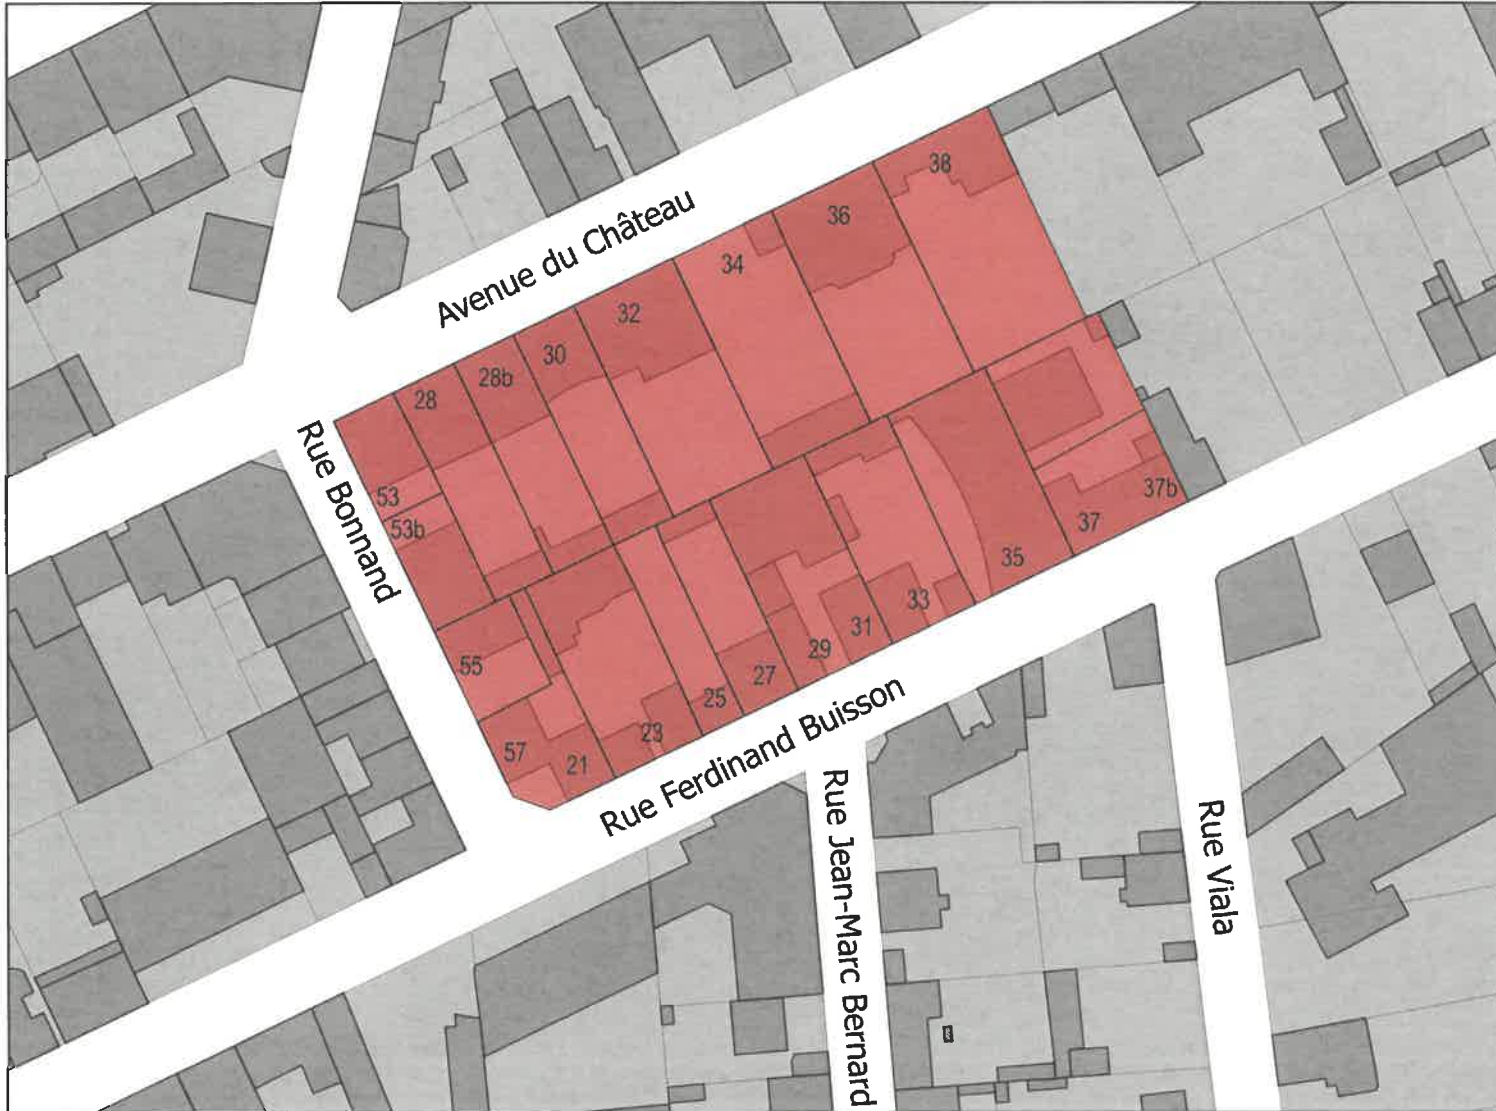 38
36
Avenue du Château
34
32
30
28b
28
Rue Bonnand
53
53b
37b
37
35
33
31
29
55
27
25
23
57
21
Rue Ferdinand Buisson
Rue Jean-Marc Bernard
Rue Viala